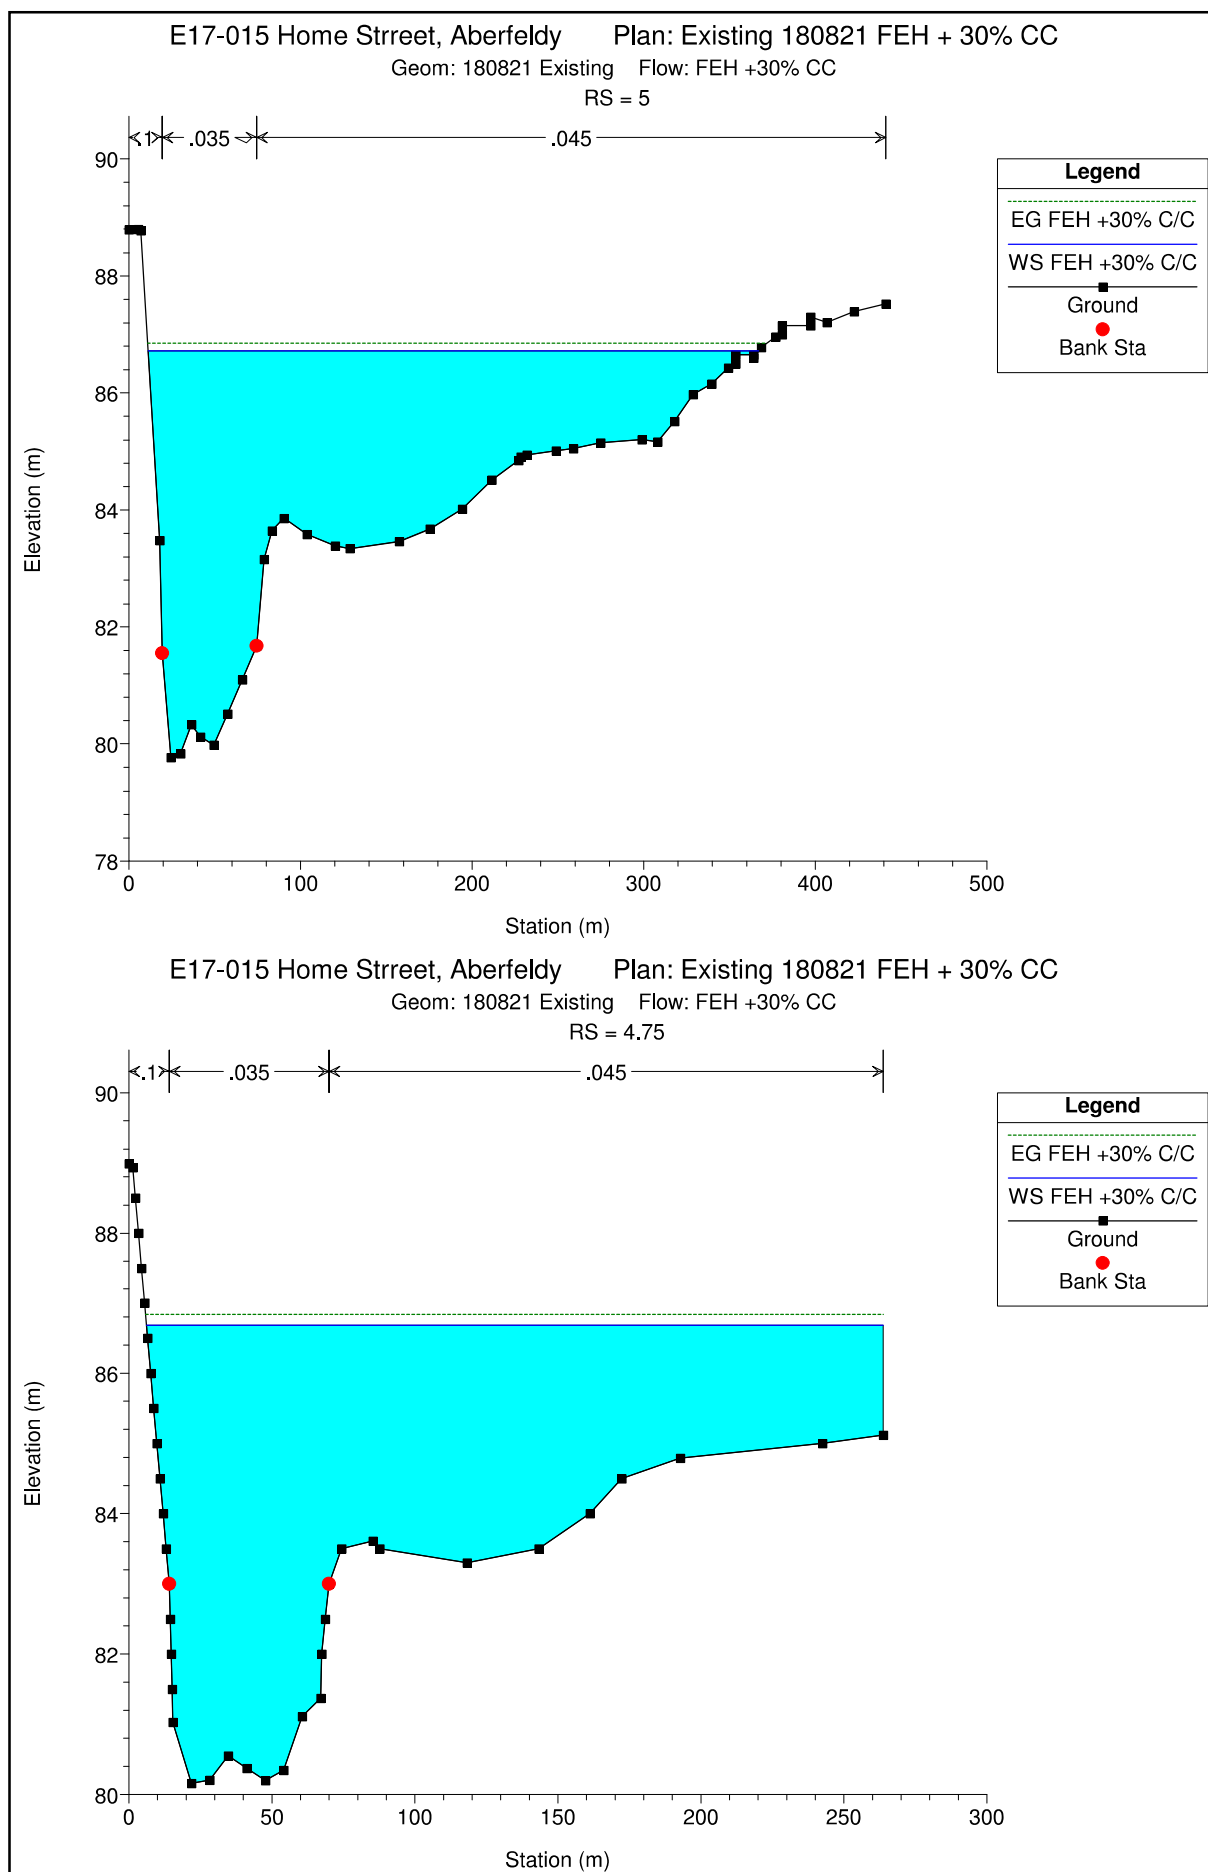 E17-015 Home Strreet, Aberfeldy Plan: Existing 180821 FEH + 30% CC
Geom: 180821 Existing Flow: FEH +30% CC
RS = 5
.1 .035 .045
90
88
86
84
82
80
78
Elevation (m)
0 100 200 300 400 500
Station (m)
Legend
EG FEH +30% C/C
WS FEH +30% C/C
Ground
Bank Sta
E17-015 Home Strreet, Aberfeldy Plan: Existing 180821 FEH + 30% CC
Geom: 180821 Existing Flow: FEH +30% CC
RS = 4.75
.1 .035 .045
90
88
86
84
82
80
Elevation (m)
0 50 100 150 200 250 300
Station (m)
Legend
EG FEH +30% C/C
WS FEH +30% C/C
Ground
Bank Sta